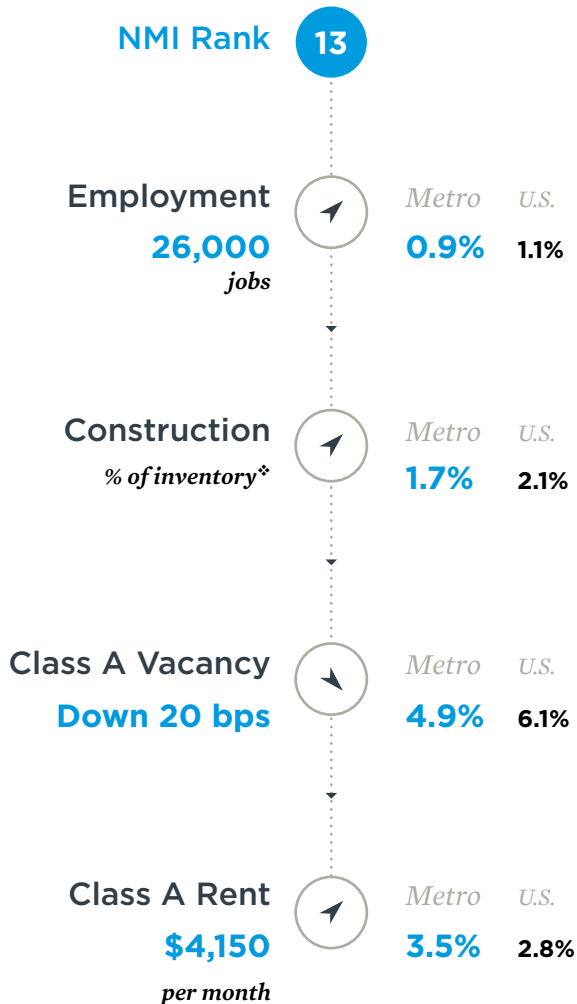 NMI Rank 13
Employment Metro U.S.
26,000 0.9% 1.1%
jobs
Construction Metro U.S.
% of inventory❖ 1.7% 2.1%
Class A Vacancy Metro U.S.
Down 20 bps 4.9% 6.1%
Class A Rent Metro U.S.
$4,150 3.5% 2.8%
per month